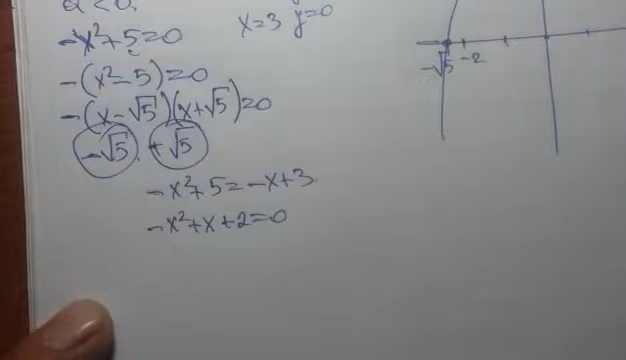 a < 0.
x=3 y=0
-x²+5=0
-(x²-5)=0
-(x-√5)(x+√5)=0
-√5. +√5
-x²+5=-x+3
-x²+x+2=0
-√5 -2